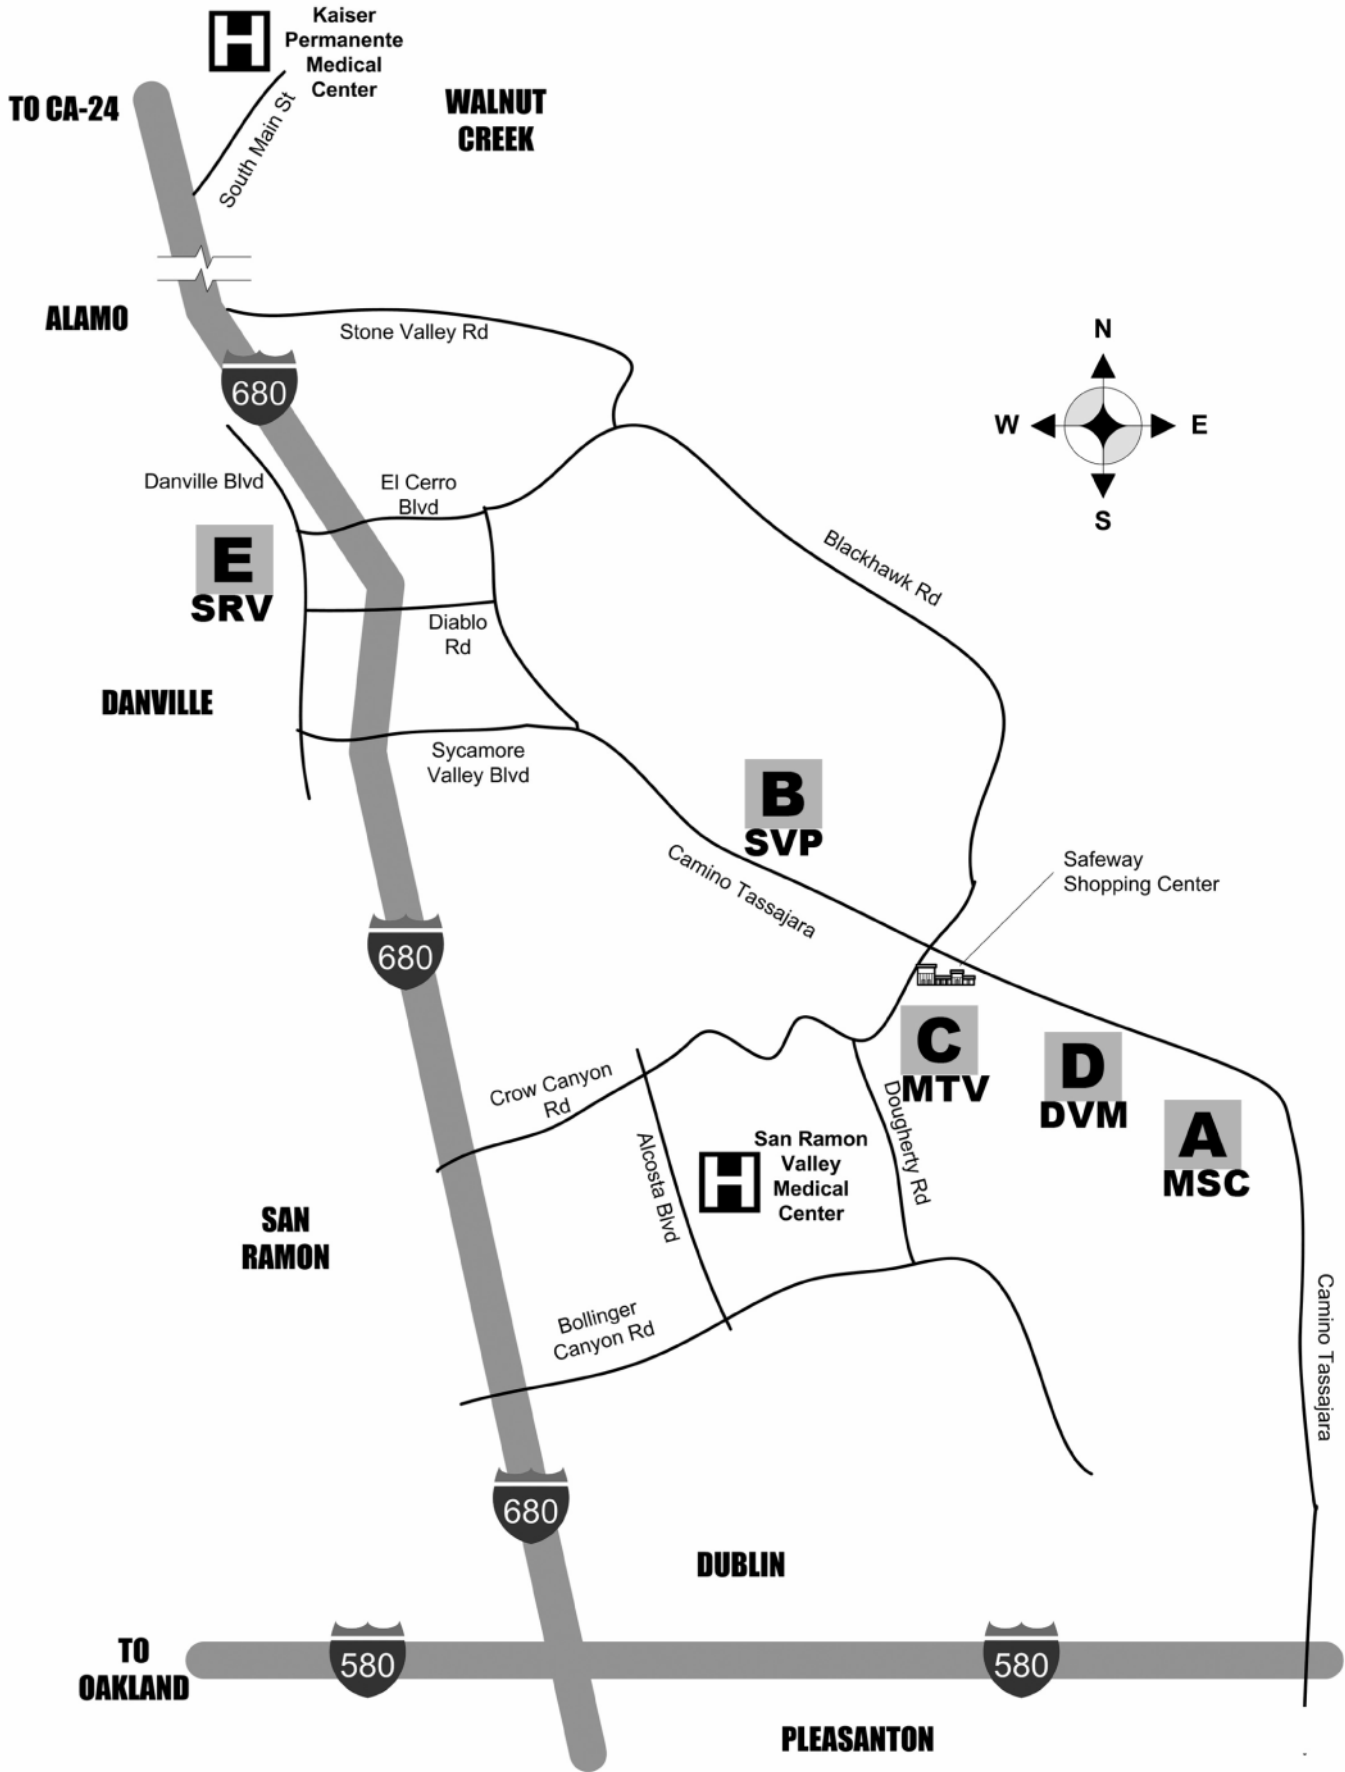 Kaiser
Permanente
Medical
Center
TO CA-24
South Main St
WALNUT
CREEK
ALAMO
Stone Valley Rd
N
W
E
S
680
Danville Blvd
El Cerro
Blvd
Blackhawk Rd
E
SRV
Diablo
Rd
DANVILLE
Sycamore
Valley Blvd
B
SVP
Camino Tassajara
Safeway
Shopping Center
680
C
MTV
D
DVM
A
MSC
Crow Canyon
Rd
Dougherty Rd
Alcosta Blvd
San Ramon
Valley
Medical
Center
SAN
RAMON
Bollinger
Canyon Rd
Camino Tassajara
680
DUBLIN
TO
OAKLAND
580
580
PLEASANTON